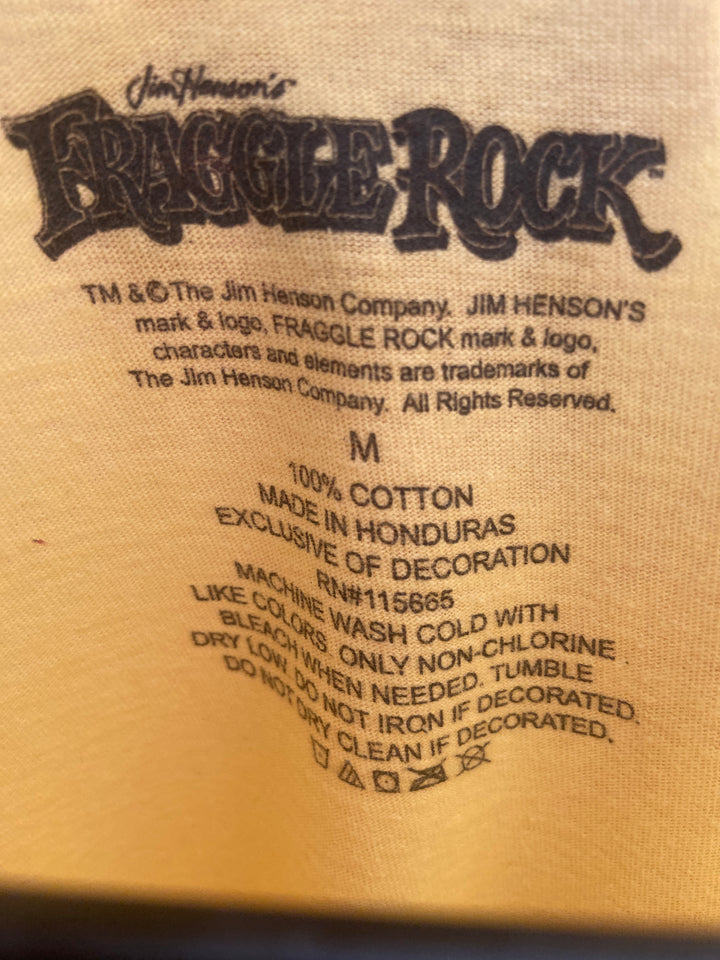 Jim Henson's
FRAGGLE ROCK™
TM & © The Jim Henson Company. JIM HENSON'S
mark & logo, FRAGGLE ROCK mark & logo,
characters and elements are trademarks of
The Jim Henson Company. All Rights Reserved.
M
100% COTTON
MADE IN HONDURAS
EXCLUSIVE OF DECORATION
RN#115665
MACHINE WASH COLD WITH
LIKE COLORS. ONLY NON-CHLORINE
BLEACH WHEN NEEDED. TUMBLE
DRY LOW. DO NOT IRON IF DECORATED.
DO NOT DRY CLEAN IF DECORATED.